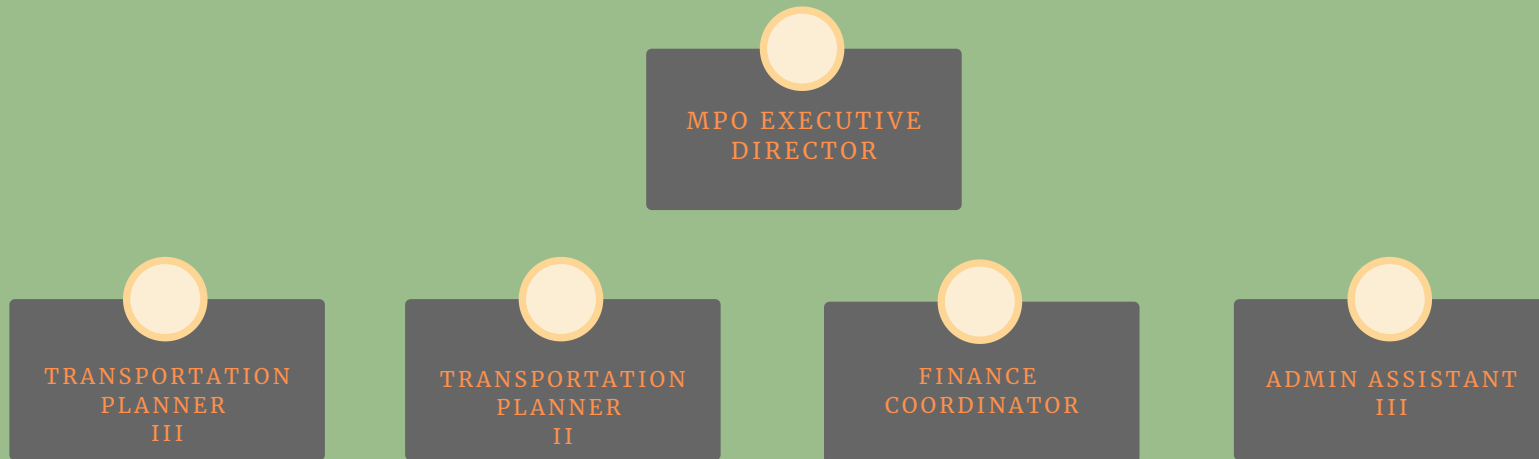 MPO EXECUTIVE
DIRECTOR
TRANSPORTATION
PLANNER
III
TRANSPORTATION
PLANNER
II
FINANCE
COORDINATOR
ADMIN ASSISTANT
III